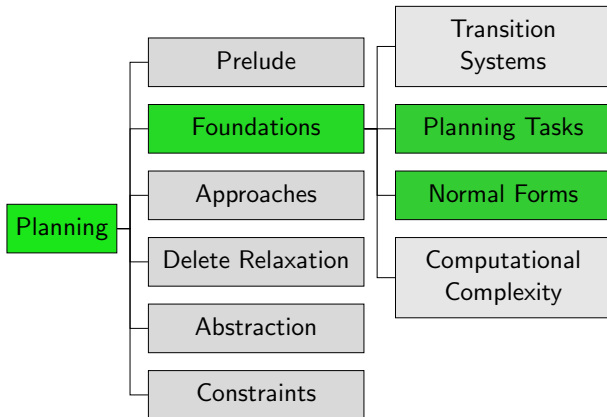 Planning
Prelude
Foundations
Approaches
Delete Relaxation
Abstraction
Constraints
Transition
Systems
Planning Tasks
Normal Forms
Computational
Complexity